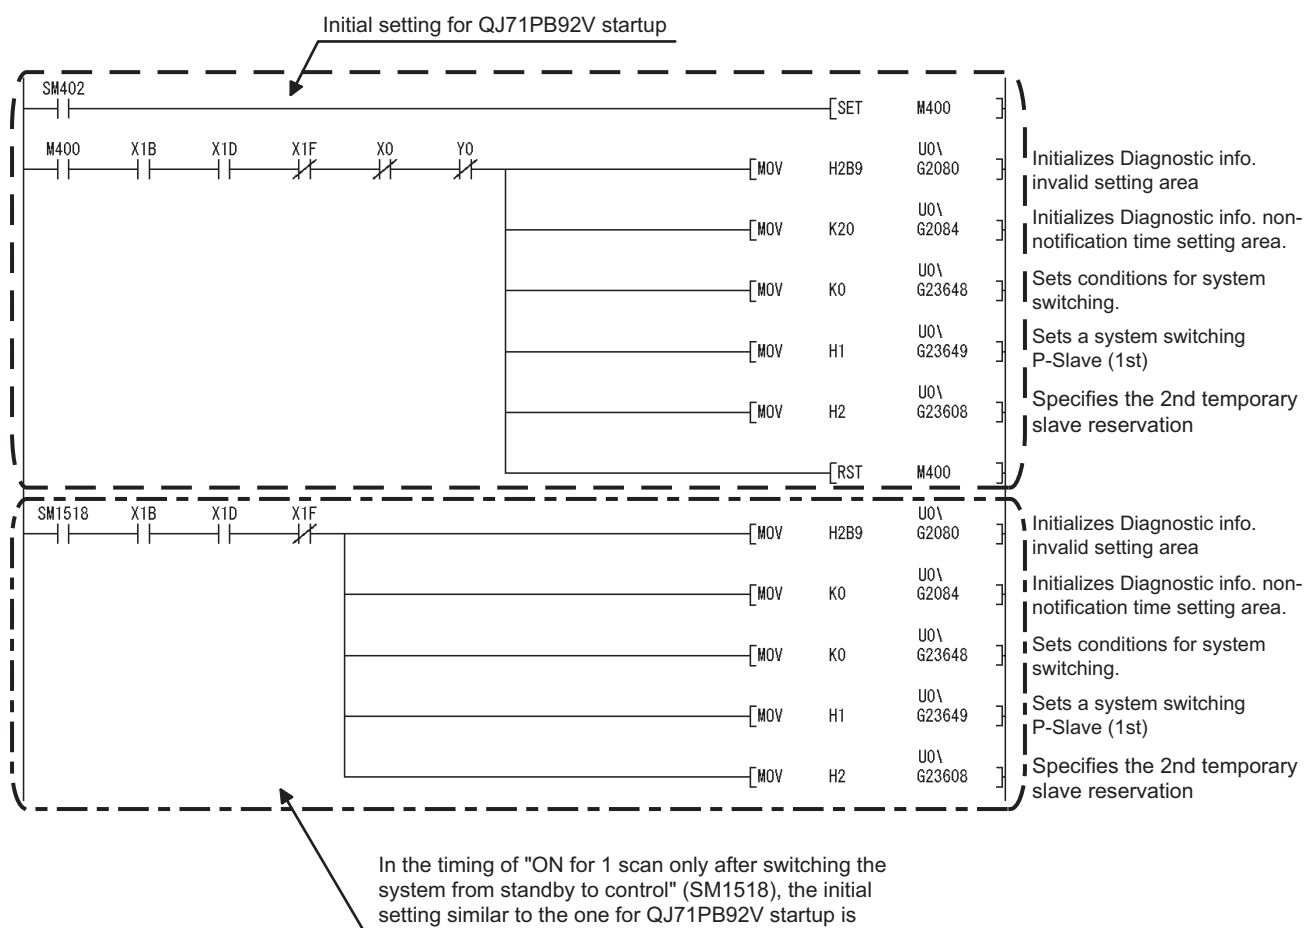 Initial setting for QJ71PB92V startup
SM402
SET M400
M400 X1B X1D X1F X0 Y0
MOV H2B9 U0\G2080
Initializes Diagnostic info.
invalid setting area
MOV K20 U0\G2084
Initializes Diagnostic info. non-
notification time setting area.
MOV K0 U0\G23648
Sets conditions for system
switching.
MOV H1 U0\G23649
Sets a system switching
P-Slave (1st)
MOV H2 U0\G23608
Specifies the 2nd temporary
slave reservation
RST M400
SM1518 X1B X1D X1F
MOV H2B9 U0\G2080
Initializes Diagnostic info.
invalid setting area
MOV K0 U0\G2084
Initializes Diagnostic info. non-
notification time setting area.
MOV K0 U0\G23648
Sets conditions for system
switching.
MOV H1 U0\G23649
Sets a system switching
P-Slave (1st)
MOV H2 U0\G23608
Specifies the 2nd temporary
slave reservation
In the timing of "ON for 1 scan only after switching the
system from standby to control" (SM1518), the initial
setting similar to the one for QJ71PB92V startup is